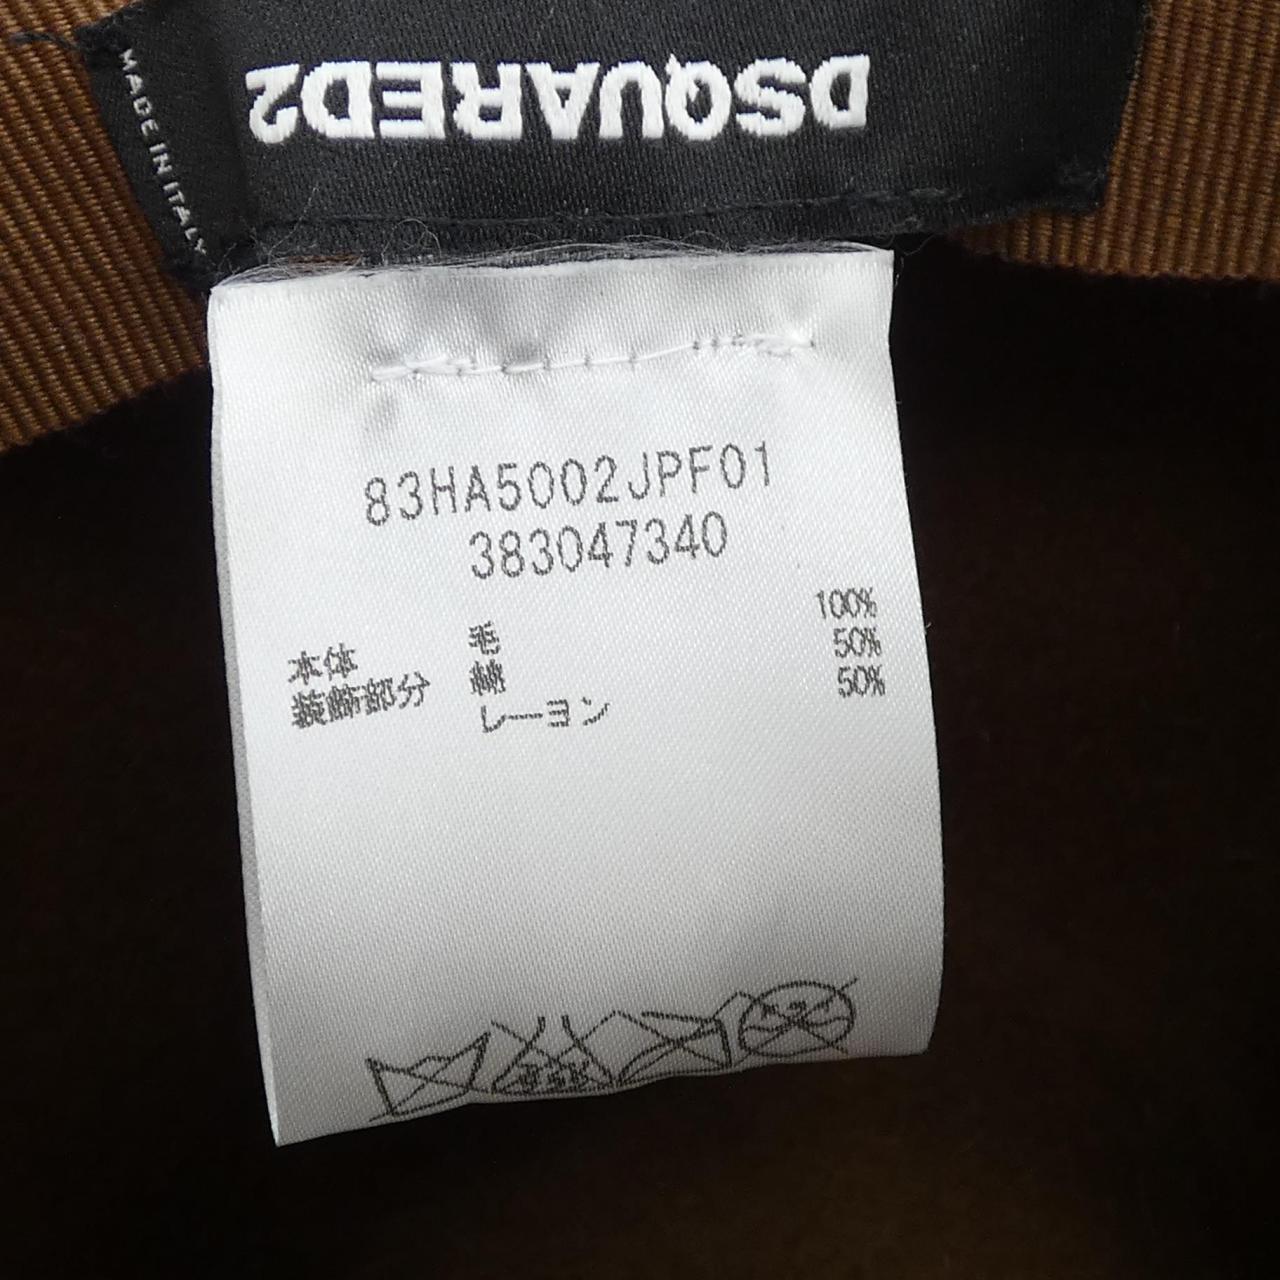 DSQUARED2
MADE IN ITALY
83HA5002JPF01
383047340
本体 毛 100%
装飾部分 綿 50%
レーヨン 50%